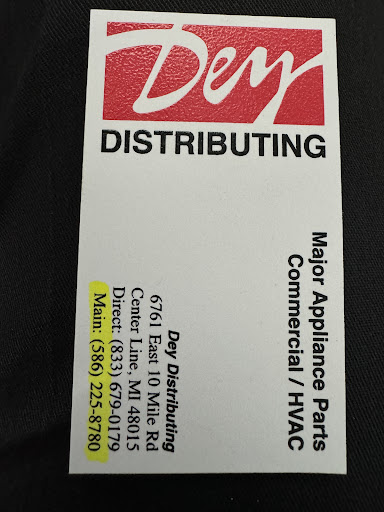 Dey
DISTRIBUTING
Major Appliance Parts
Commercial / HVAC
Dey Distributing
6761 East 10 Mile Rd
Center Line, MI 48015
Direct: (833) 679-0179
Main: (586) 225-8780